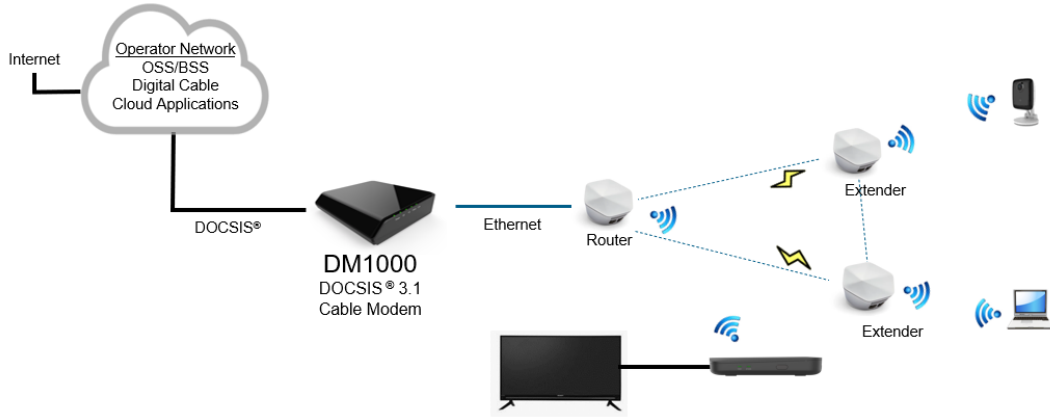 Internet
Operator Network
OSS/BSS
Digital Cable
Cloud Applications
DOCSIS®
DM1000
DOCSIS® 3.1
Cable Modem
Ethernet
Router
Extender
Extender